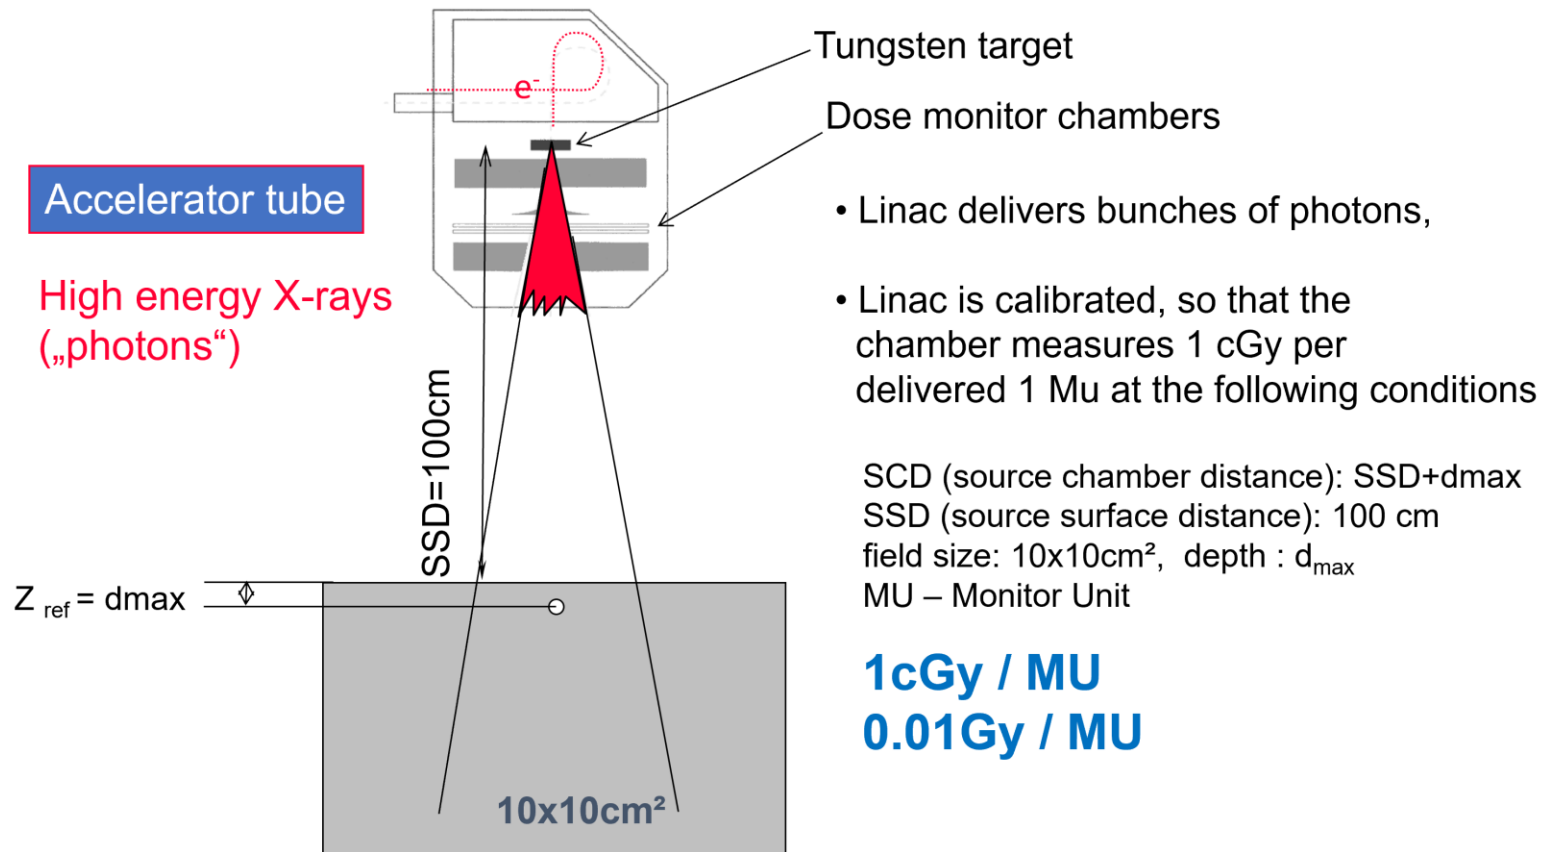 Tungsten target
e-
Dose monitor chambers
Accelerator tube
High energy X-rays
(„photons“)
• Linac delivers bunches of photons,
• Linac is calibrated, so that the
chamber measures 1 cGy per
delivered 1 Mu at the following conditions
SSD=100cm
SCD (source chamber distance): SSD+dmax
SSD (source surface distance): 100 cm
field size: 10x10cm², depth : dmax
MU – Monitor Unit
Z ref = dmax
1cGy / MU
0.01Gy / MU
10x10cm²